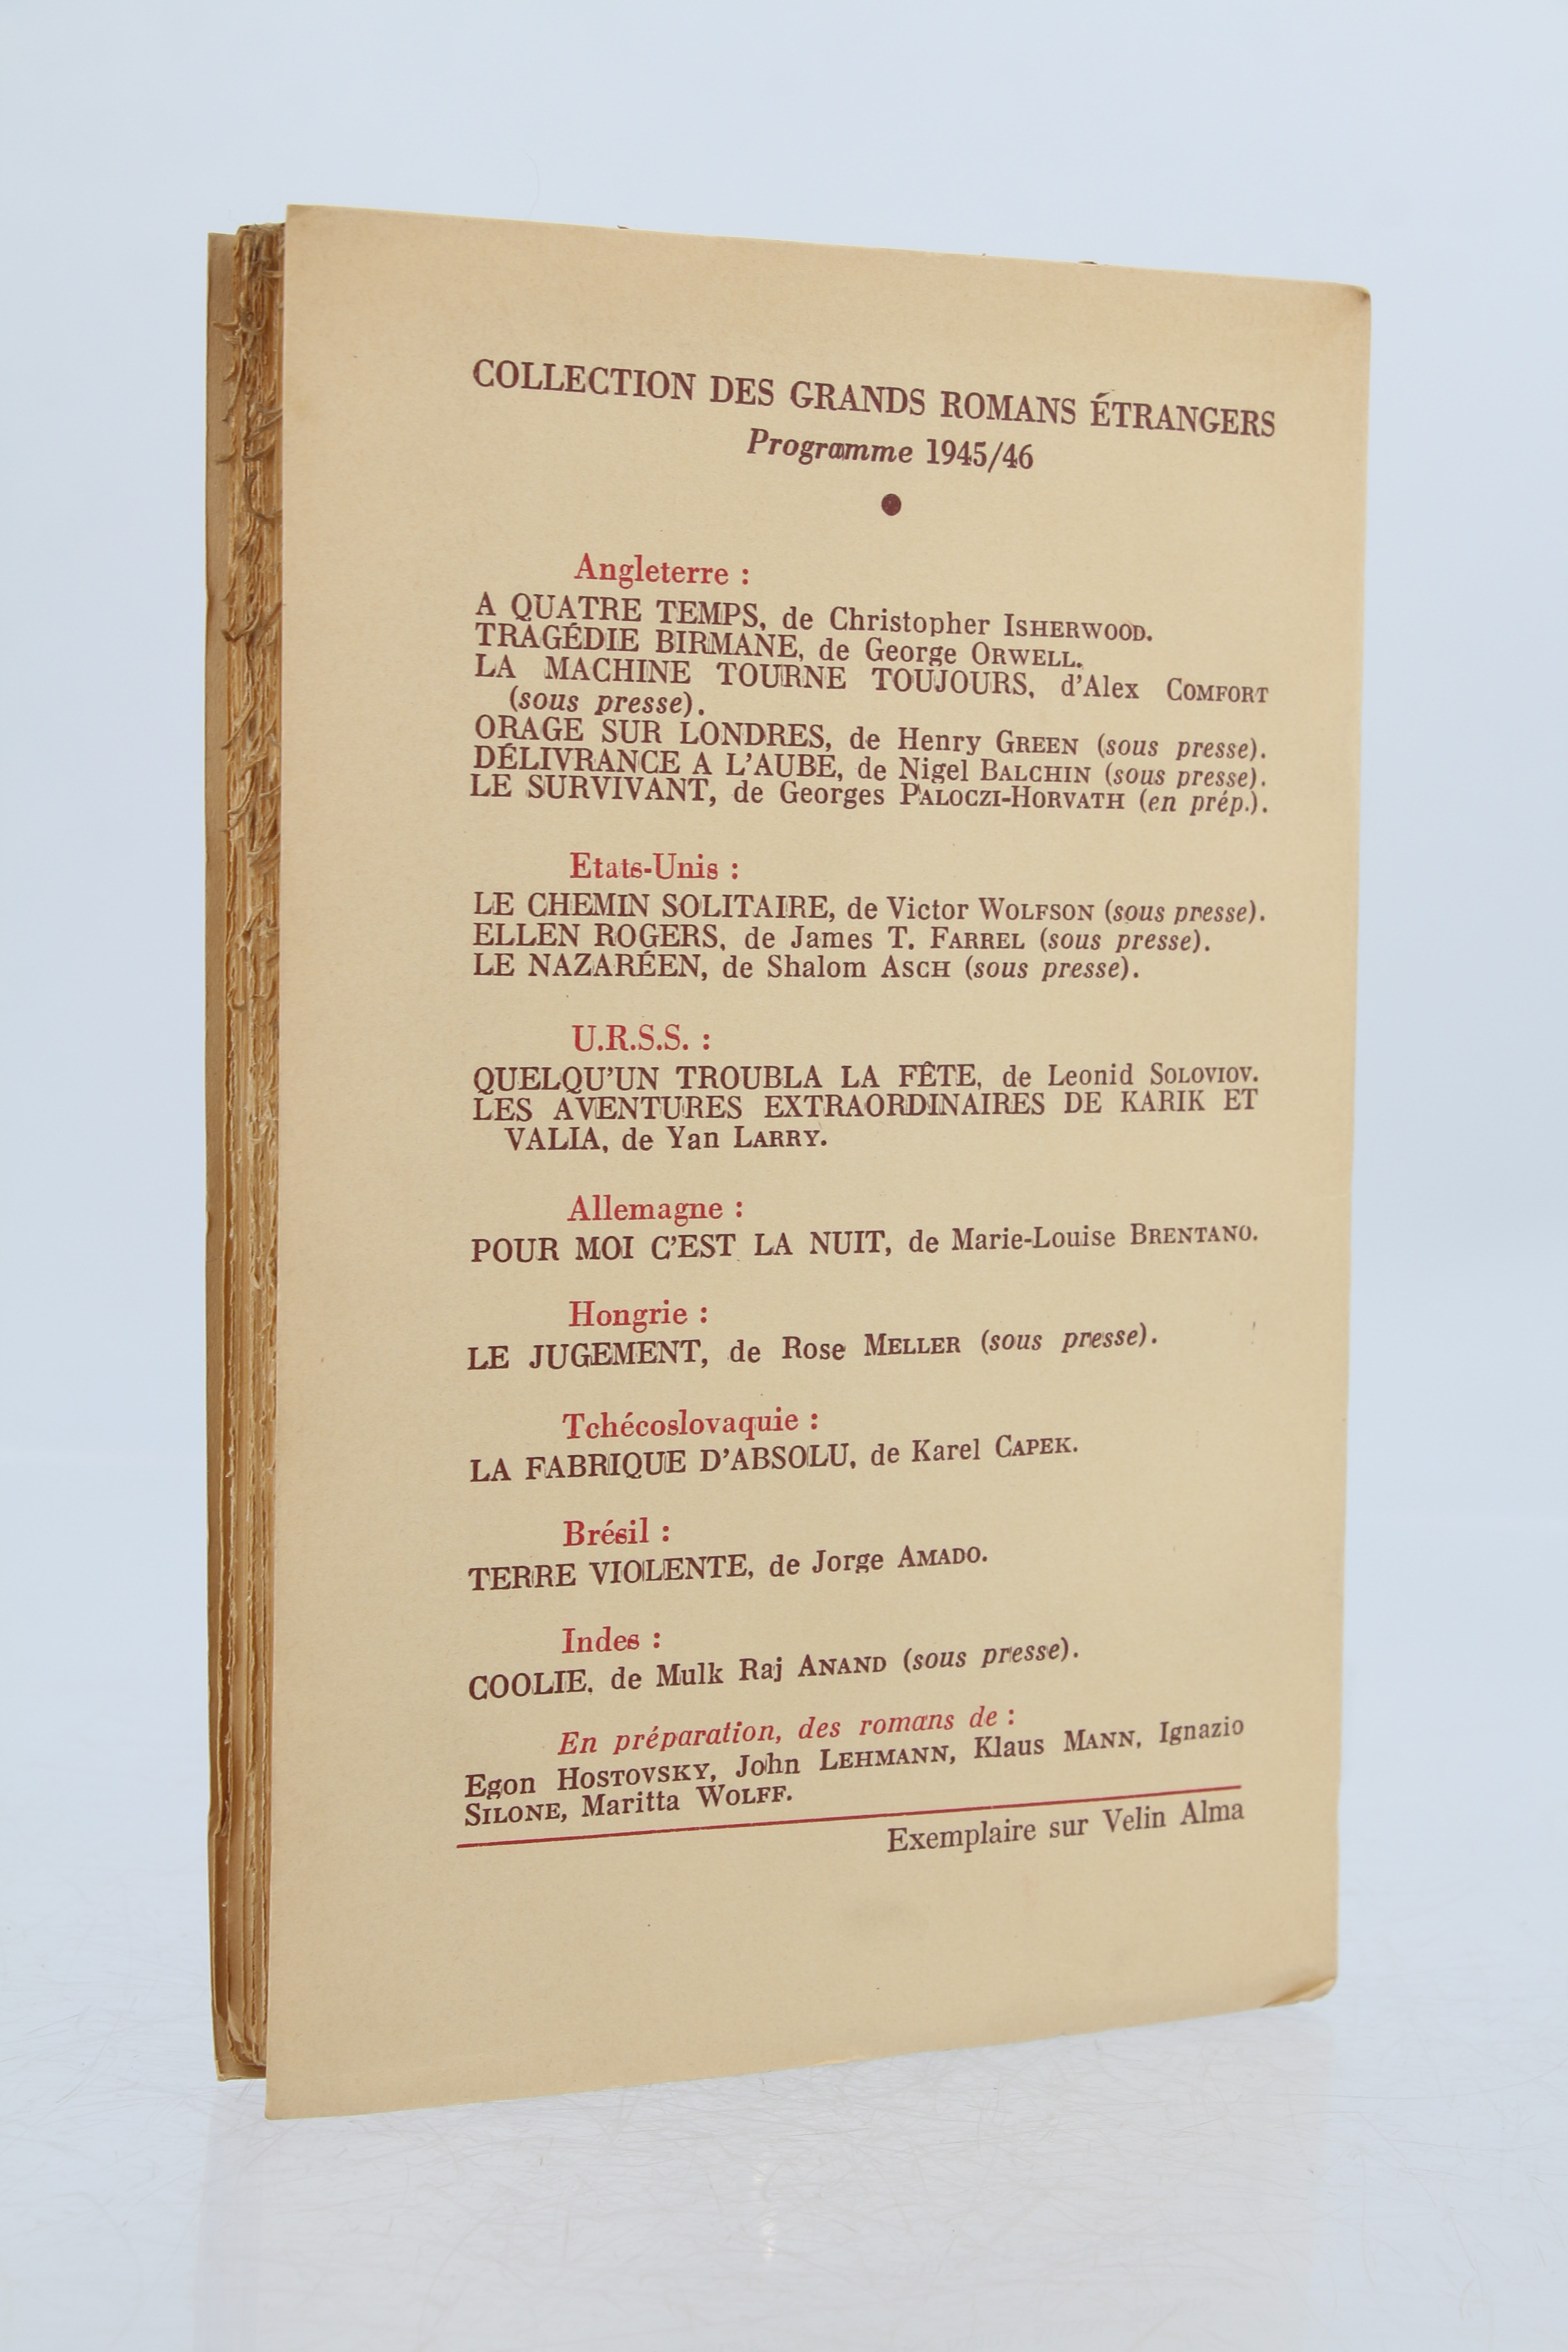 COLLECTION DES GRANDS ROMANS ÉTRANGERS
Programme 1945/46
Angleterre :
A QUATRE TEMPS, de Christopher ISHERWOOD.
TRAGÉDIE BIRMANE, de George ORWELL.
LA MACHINE TOURNE TOUJOURS, d'Alex COMFORT
(sous presse).
ORAGE SUR LONDRES, de Henry GREEN (sous presse).
DÉLIVRANCE A L'AUBE, de Nigel BALCHIN (sous presse).
LE SURVIVANT, de Georges PALOCZI-HORVATH (en prép.).
Etats-Unis :
LE CHEMIN SOLITAIRE, de Victor WOLFSON (sous presse).
ELLEN ROGERS, de James T. FARREL (sous presse).
LE NAZARÉEN, de Shalom ASCH (sous presse).
U.R.S.S. :
QUELQU'UN TROUBLA LA FÊTE, de Leonid SOLOVIOV.
LES AVENTURES EXTRAORDINAIRES DE KARIK ET
VALIA, de Yan LARRY.
Allemagne :
POUR MOI C'EST LA NUIT, de Marie-Louise BRENTANO.
Hongrie :
LE JUGEMENT, de Rose MELLER (sous presse).
Tchécoslovaquie :
LA FABRIQUE D'ABSOLU, de Karel CAPEK.
Brésil :
TERRE VIOLENTE, de Jorge AMADO.
Indes :
COOLIE, de Mulk Raj ANAND (sous presse).
En préparation, des romans de :
Egon HOSTOVSKY, John LEHMANN, Klaus MANN, Ignazio
SILONE, Maritta WOLFF.
Exemplaire sur Velin Alma